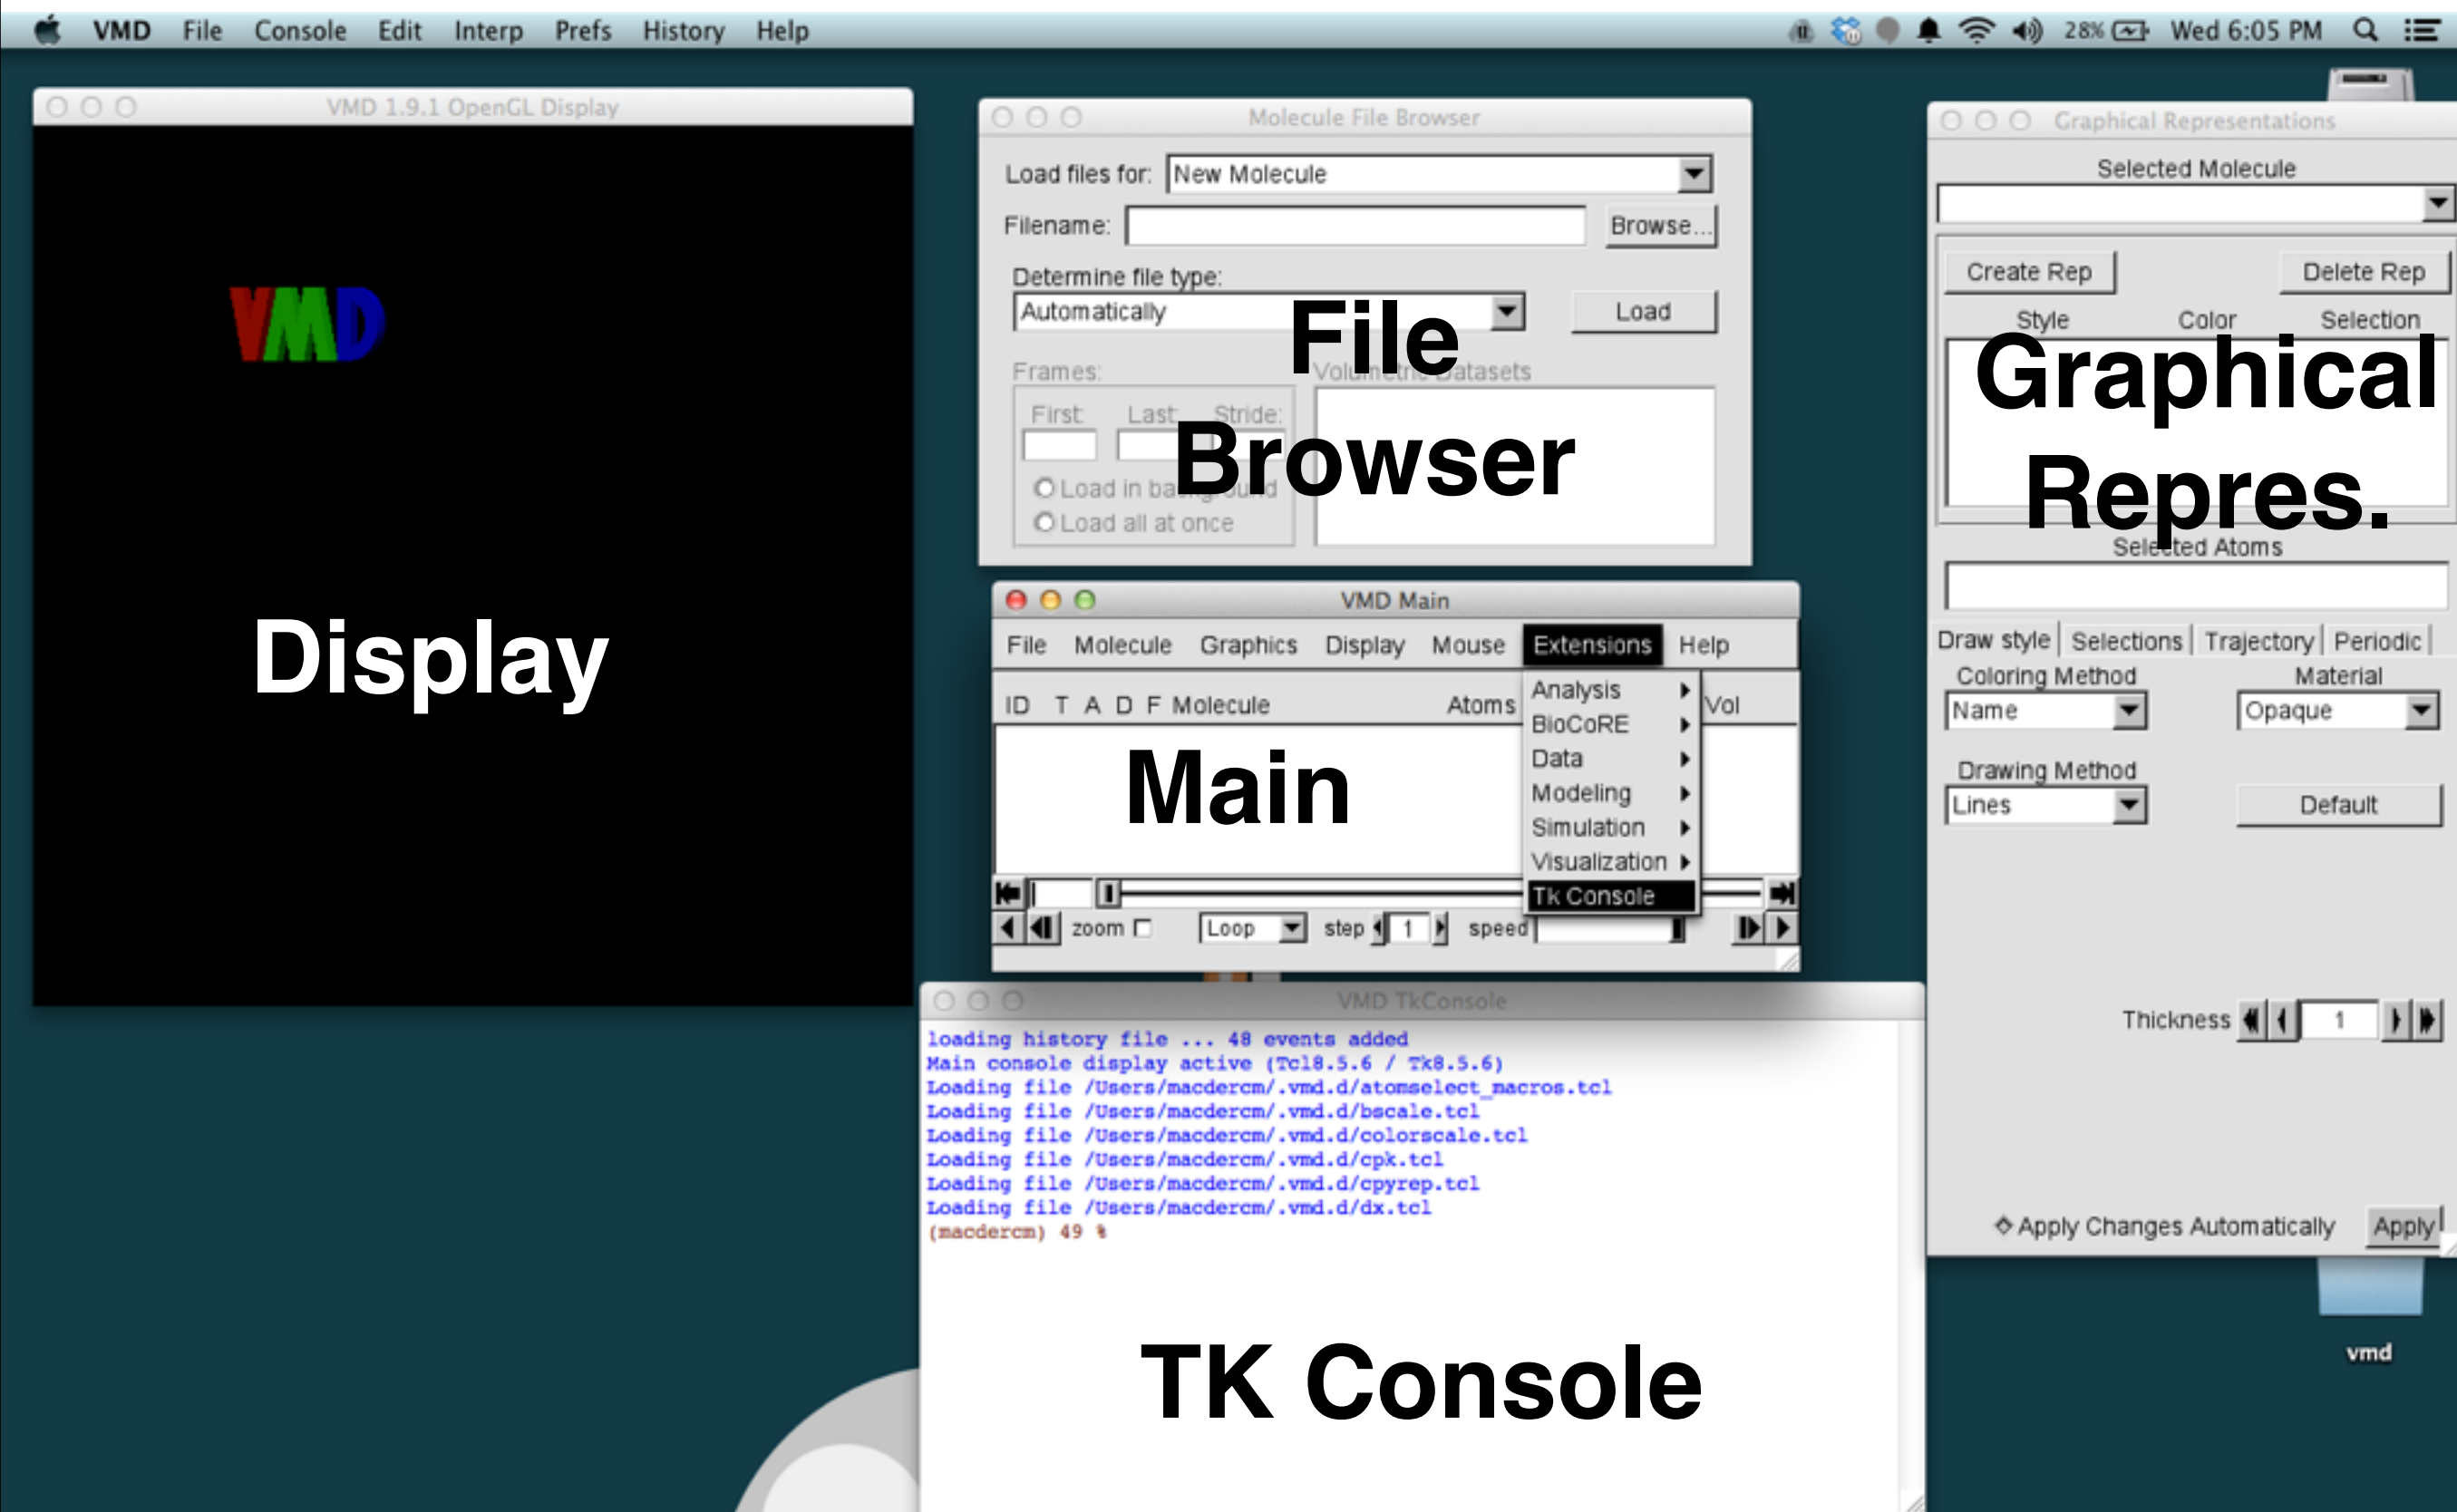 VMD File Console Edit Interp Prefs History Help 28% Wed 6:05 PM
VMD 1.9.1 OpenGL Display
VMD
Display
Molecule File Browser
Load files for: New Molecule
Filename: Browse...
Determine file type:
Automatically Load
Frames: Volumetric Datasets
First: Last: Stride:
Load in background
Load all at once
File
Browser
VMD Main
File Molecule Graphics Display Mouse Extensions Help
ID T A D F Molecule Atoms Vol
Analysis
BioCoRE
Data
Modeling
Simulation
Visualization
Tk Console
Main
zoom Loop step 1 speed
VMD TkConsole
loading history file ... 48 events added
Main console display active (Tcl8.5.6 / Tk8.5.6)
Loading file /Users/macdercm/.vmd.d/atomselect_macros.tcl
Loading file /Users/macdercm/.vmd.d/bscale.tcl
Loading file /Users/macdercm/.vmd.d/colorscale.tcl
Loading file /Users/macdercm/.vmd.d/cpk.tcl
Loading file /Users/macdercm/.vmd.d/cpyrep.tcl
Loading file /Users/macdercm/.vmd.d/dx.tcl
(macdercm) 49 %
TK Console
Graphical Representations
Selected Molecule
Create Rep Delete Rep
Style Color Selection
Graphical
Repres.
Selected Atoms
Draw style Selections Trajectory Periodic
Coloring Method Material
Name Opaque
Drawing Method
Lines Default
Thickness 1
Apply Changes Automatically Apply
vmd